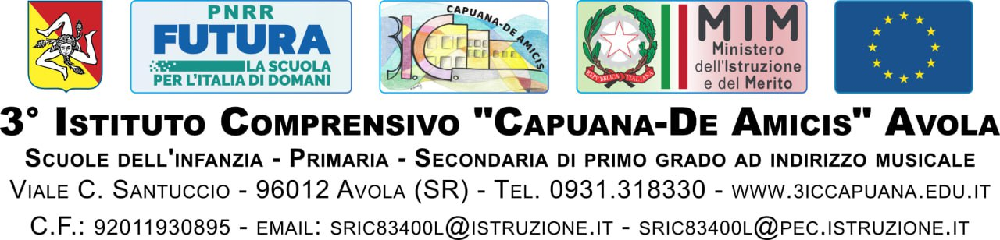 PNRR
FUTURA
LA SCUOLA
PER L'ITALIA DI DOMANI
3I.C.
CAPUANA-DE AMICIS
REPVBBLICA ITALIANA
MIM
Ministero
dell'Istruzione
e del Merito
3° Istituto Comprensivo "Capuana-De Amicis" Avola
Scuole dell'infanzia - Primaria - Secondaria di primo grado ad indirizzo musicale
Viale C. Santuccio - 96012 Avola (SR) - Tel. 0931.318330 - www.3iccapuana.edu.it
C.F.: 92011930895 - email: sric83400l@istruzione.it - sric83400l@pec.istruzione.it